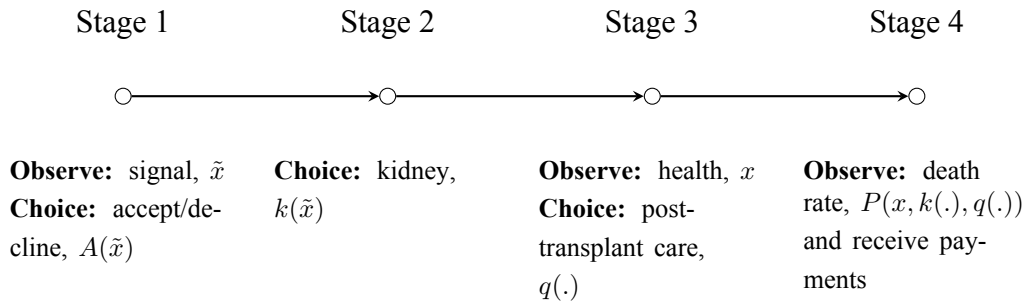 Stage 1
Stage 2
Stage 3
Stage 4
Observe: signal, x̃
Choice: accept/de-
cline, A(x̃)
Choice: kidney,
k(x̃)
Observe: health, x
Choice: post-
transplant care,
q(.)
Observe: death
rate, P(x, k(.), q(.))
and receive pay-
ments